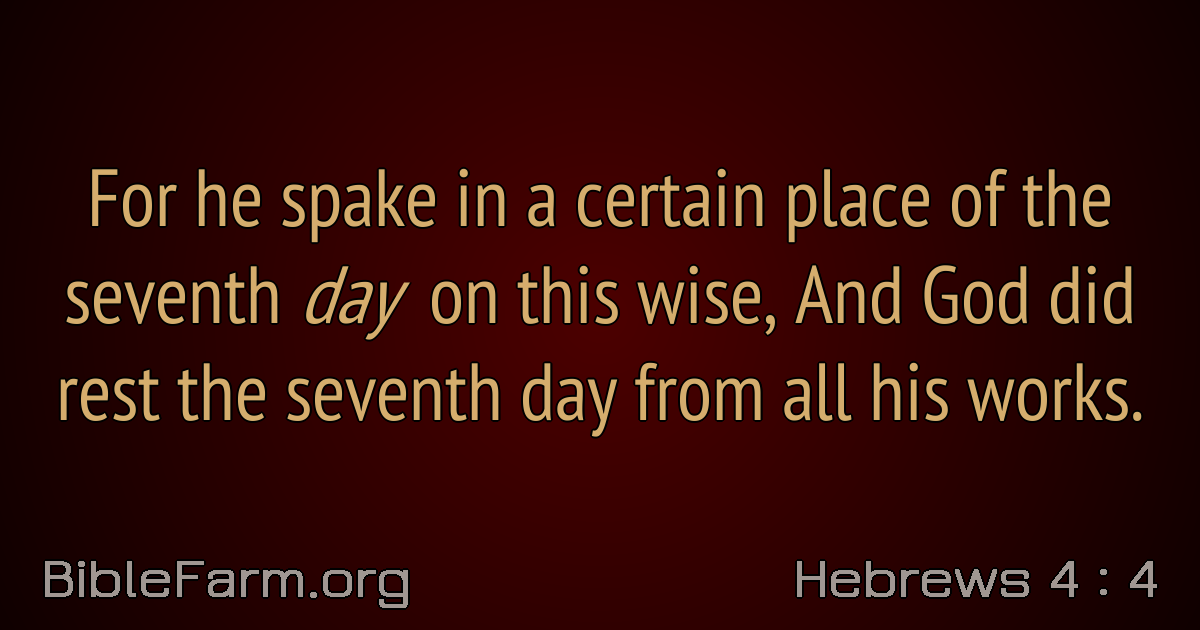 For he spake in a certain place of the
seventh day on this wise, And God did
rest the seventh day from all his works.
BibleFarm.org
Hebrews 4 : 4